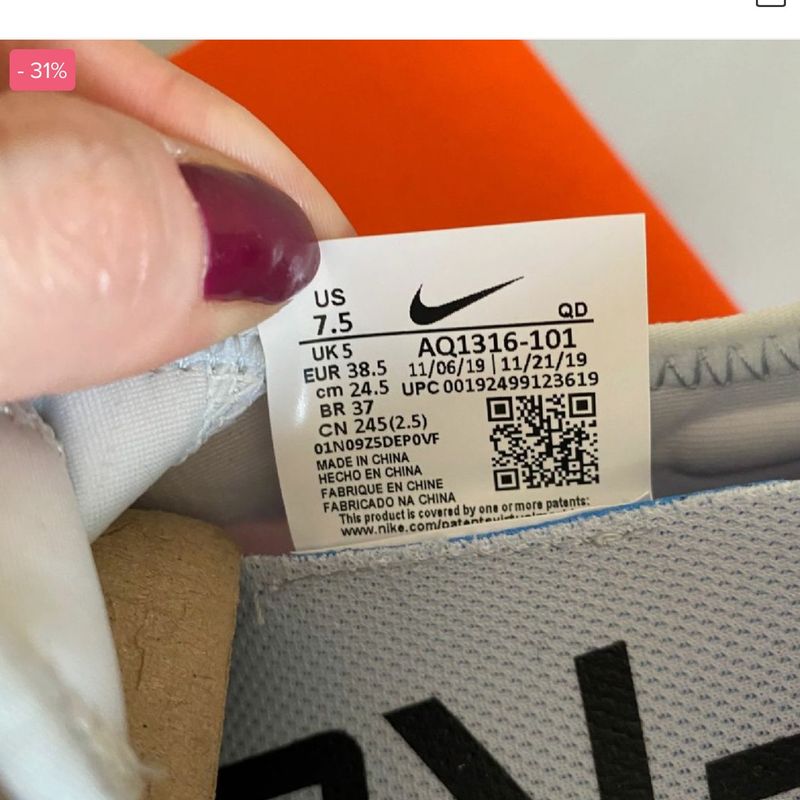 - 31%
US
7.5
QD
UK 5
AQ1316-101
EUR 38.5
11/06/19 | 11/21/19
cm 24.5
UPC 00192499123619
BR 37
CN 245(2.5)
01N09Z5DEP0VF
MADE IN CHINA
HECHO EN CHINA
FABRIQUE EN CHINE
FABRICADO NA CHINA
This product is covered by one or more patents: